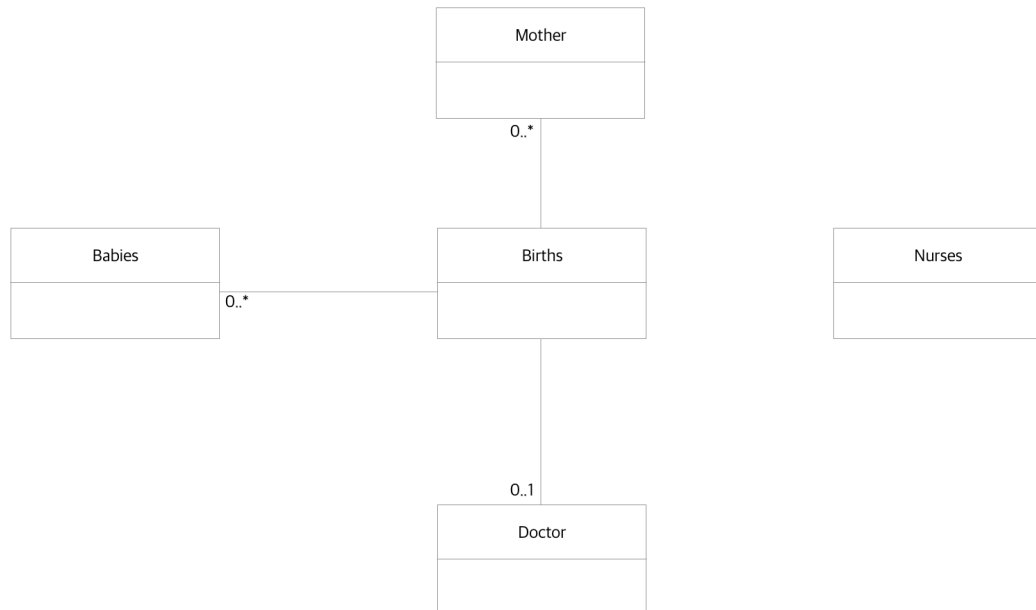 Mother
0..*
Babies
Births
Nurses
0..*
0..1
Doctor